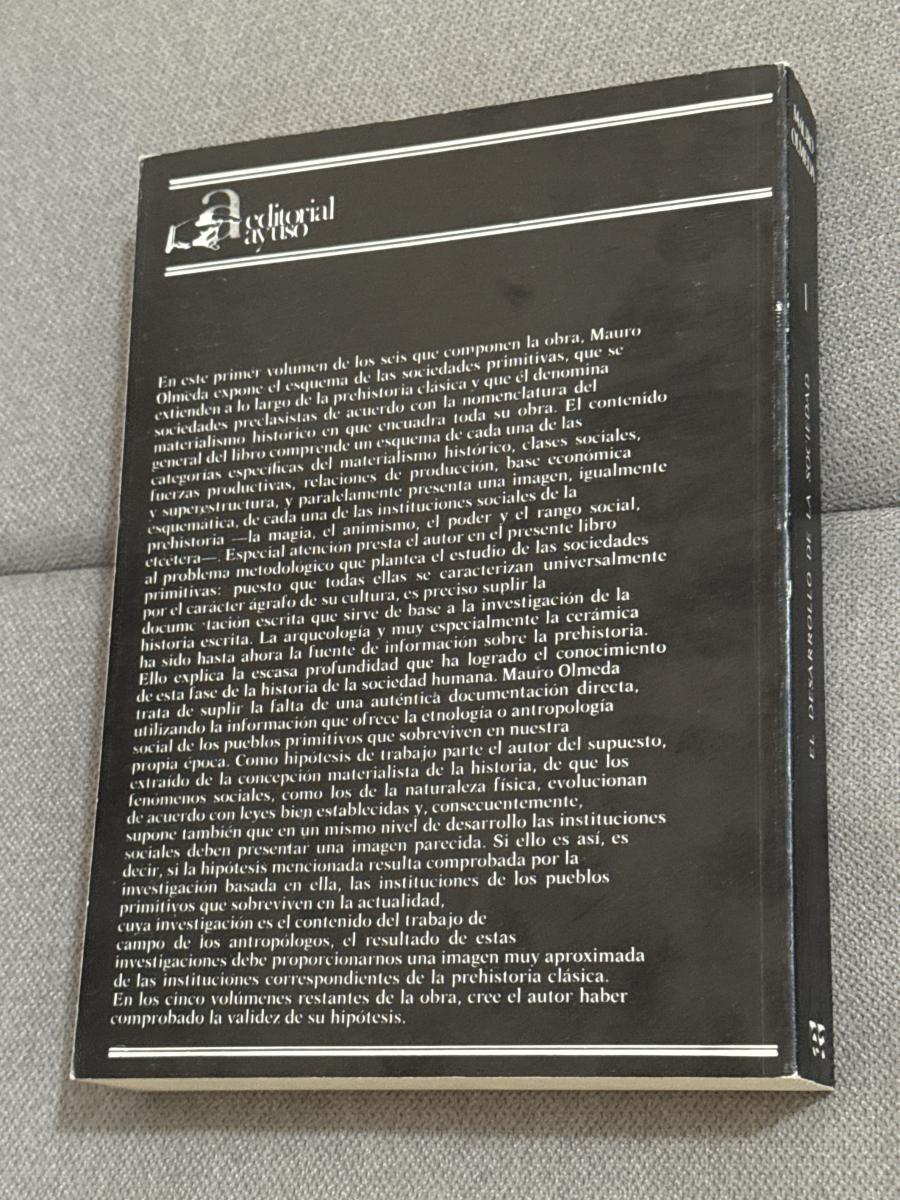 a editorial
ayuso
En este primer volumen de los seis que componen la obra, Mauro
Olmeda expone el esquema de las sociedades primitivas, que se
extienden a lo largo de la prehistoria clásica y que él denomina
sociedades preclasistas de acuerdo con la nomenclatura del
materialismo histórico en que encuadra toda su obra. El contenido
general del libro comprende un esquema de cada una de las
categorías específicas del materialismo histórico, clases sociales,
fuerzas productivas, relaciones de producción, base económica
y superestructura, y paralelamente presenta una imagen, igualmente
esquemática, de cada una de las instituciones sociales de la
prehistoria —la magia, el animismo, el poder y el rango social,
etcétera—. Especial atención presta el autor en el presente libro
al problema metodológico que plantea el estudio de las sociedades
primitivas: puesto que todas ellas se caracterizan universalmente
por el carácter ágrafo de su cultura, es preciso suplir la
docume tación escrita que sirve de base a la investigación de la
historia escrita. La arqueología y muy especialmente la cerámica
ha sido hasta ahora la fuente de información sobre la prehistoria.
Ello explica la escasa profundidad que ha logrado el conocimiento
de esta fase de la historia de la sociedad humana. Mauro Olmeda
trata de suplir la falta de una auténtica documentación directa,
utilizando la información que ofrece la etnología o antropología
social de los pueblos primitivos que sobreviven en nuestra
propia época. Como hipótesis de trabajo parte el autor del supuesto,
extraído de la concepción materialista de la historia, de que los
fenómenos sociales, como los de la naturaleza física, evolucionan
de acuerdo con leyes bien establecidas y, consecuentemente,
supone también que en un mismo nivel de desarrollo las instituciones
sociales deben presentar una imagen parecida. Si ello es así, es
decir, si la hipótesis mencionada resulta comprobada por la
investigación basada en ella, las instituciones de los pueblos
primitivos que sobreviven en la actualidad,
cuya investigación es el contenido del trabajo de
campo de los antropólogos, el resultado de estas
investigaciones debe proporcionarnos una imagen muy aproximada
de las instituciones correspondientes de la prehistoria clásica.
En los cinco volúmenes restantes de la obra, cree el autor haber
comprobado la validez de su hipótesis.
EL DESARROLLO DE LA SOCIEDAD